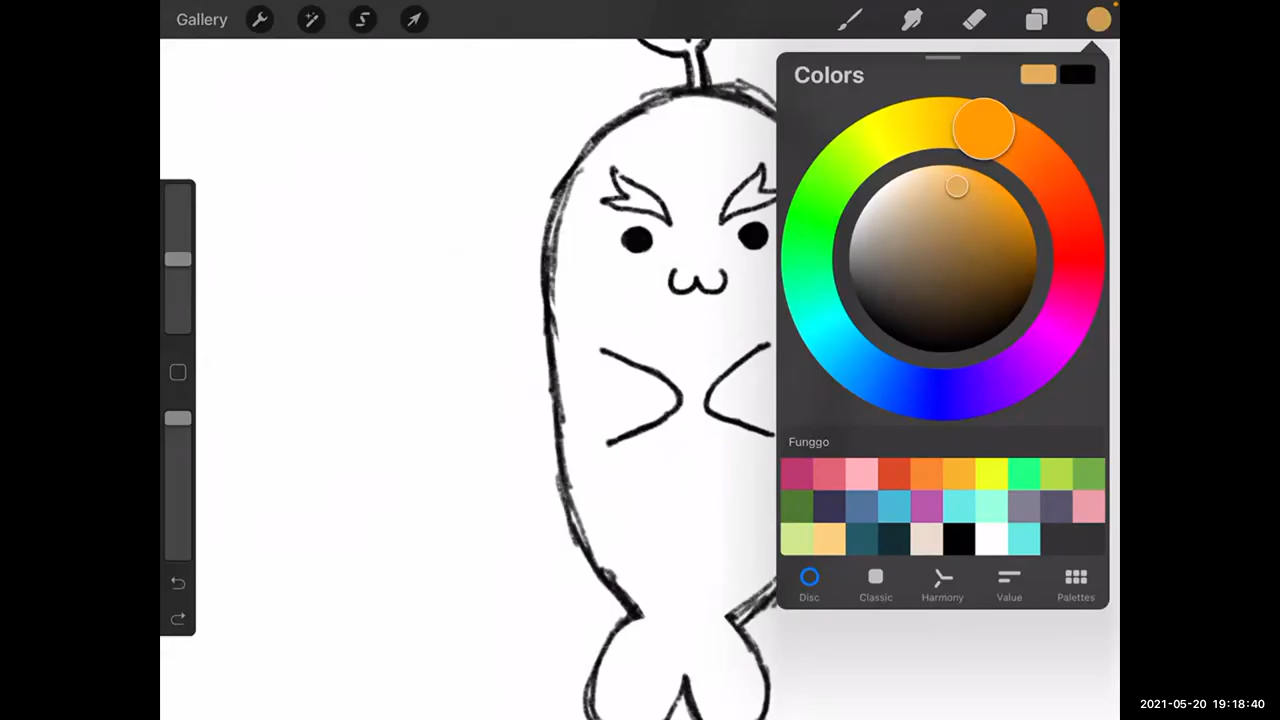 Gallery
Colors
Funggo
Disc
Classic
Harmony
Value
Palettes
2021-05-20 19:18:40